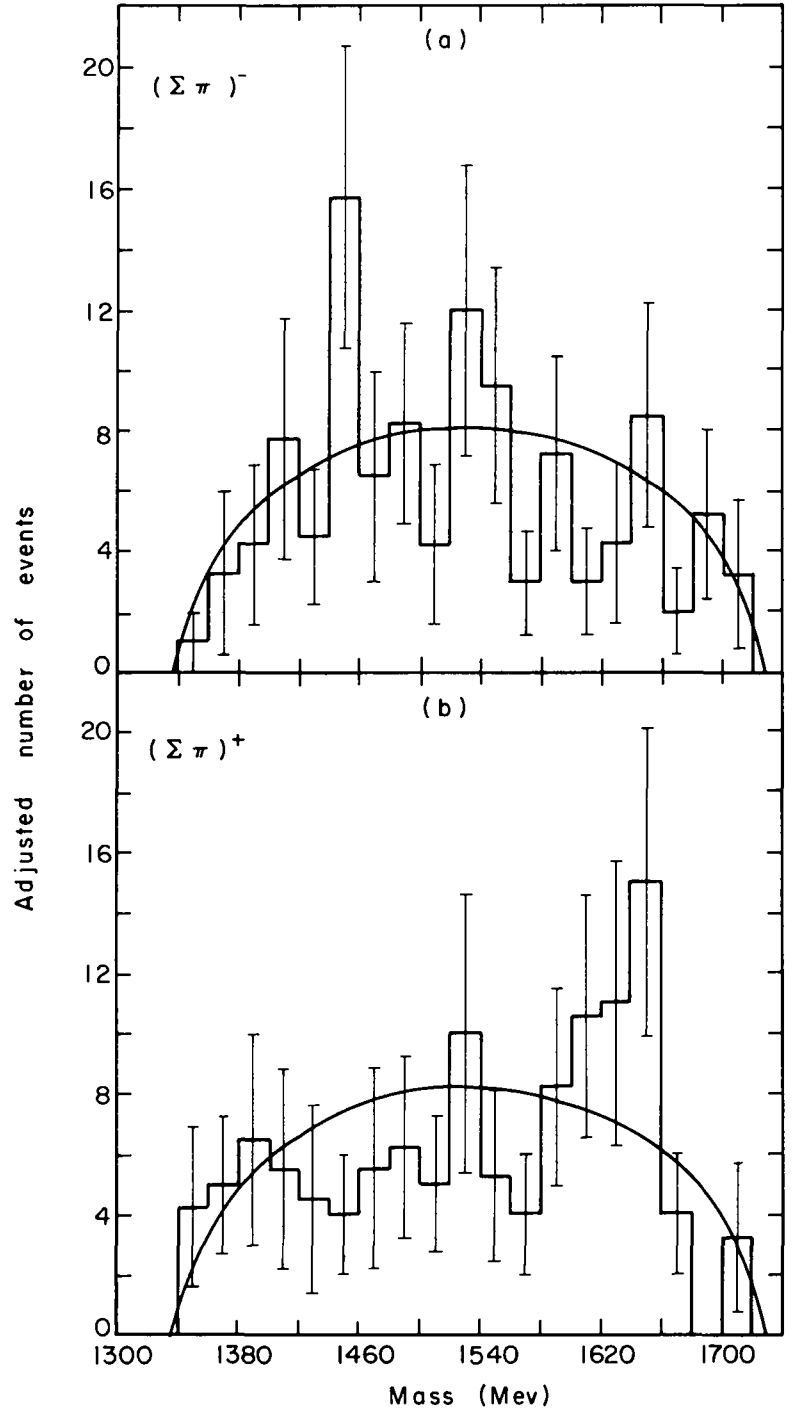 (a)
(Σπ)⁻
20
16
12
8
4
0
(b)
(Σπ)⁺
20
16
12
8
4
0
1300 1380 1460 1540 1620 1700
Mass (Mev)
Adjusted number of events